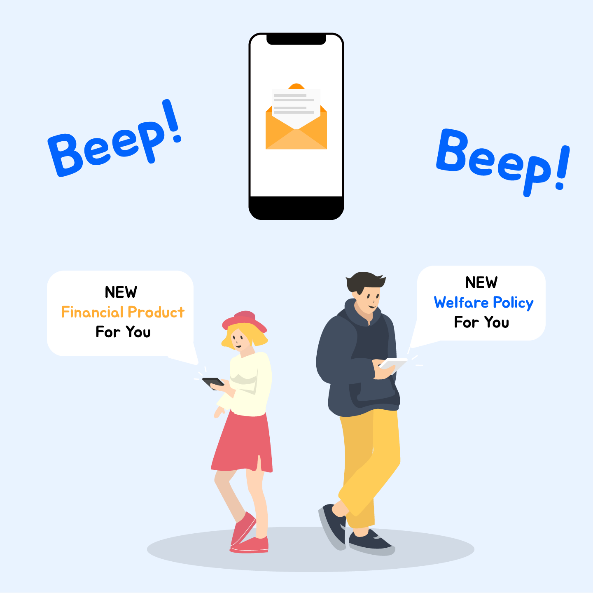 Beep!
Beep!
NEW
Financial Product
For You
NEW
Welfare Policy
For You